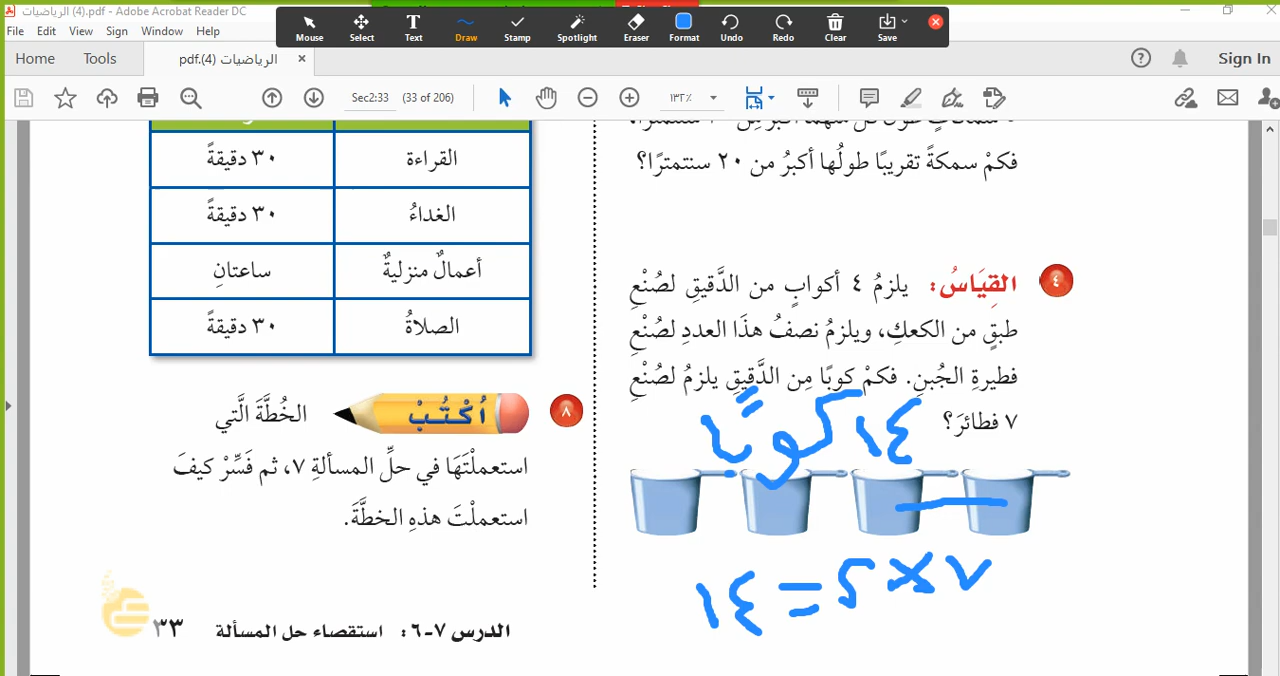 الرياضيات (4).pdf - Adobe Acrobat Reader DC
Mouse Select Text Draw Stamp Spotlight Eraser Format Undo Redo Clear Save
File Edit View Sign Window Help
Home Tools الرياضيات (4).pdf × Sign In
Sec2:33 (33 of 206) ١٣٢٪
فكمْ سمكةً تقريبًا طولُها أكبرُ من ٢٠ سنتمترًا؟
٤ القِيَاسُ: يلزمُ ٤ أكوابٍ من الدَّقيقِ لصُنْعِ
طبقٍ من الكعكِ، ويلزمُ نصفُ هذَا العددِ لصُنْعِ
فطيرةِ الجُبنِ. فكمْ كوبًا مِن الدَّقيقِ يلزمُ لصُنْعِ
٧ فطائرَ؟
١٤ كوبًا
٧ × ٢ = ١٤
القراءة ٣٠ دقيقةً
الغداءُ ٣٠ دقيقةً
أعمالٌ منزليةٌ ساعتانِ
الصلاةُ ٣٠ دقيقةً
٨ اُكْتُبْ الخُطَّةَ الَّتي
استعملْتَهَا في حلِّ المسألةِ ٧، ثم فَسِّرْ كيفَ
استعملْتَ هذهِ الخطَّةَ.
الدرس ٧-٦: استقصاء حل المسألة ٣٣